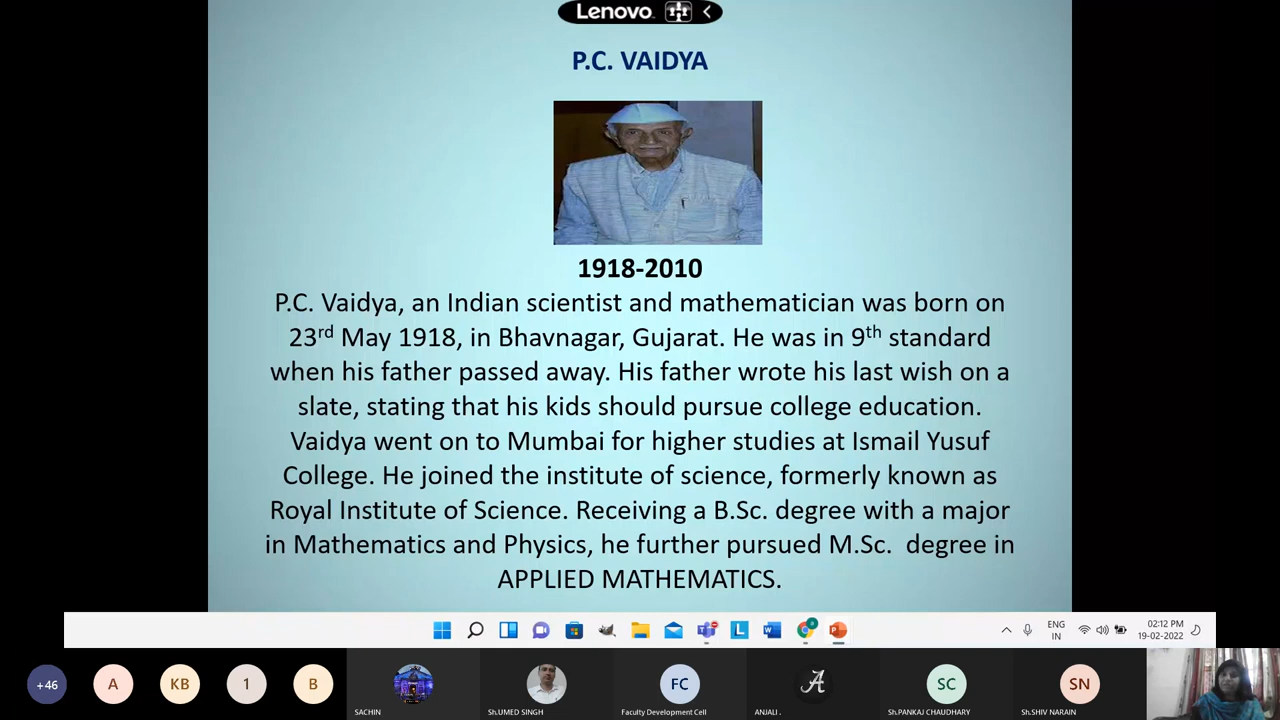 Lenovo
P.C. VAIDYA
1918-2010
P.C. Vaidya, an Indian scientist and mathematician was born on
23rd May 1918, in Bhavnagar, Gujarat. He was in 9th standard
when his father passed away. His father wrote his last wish on a
slate, stating that his kids should pursue college education.
Vaidya went on to Mumbai for higher studies at Ismail Yusuf
College. He joined the institute of science, formerly known as
Royal Institute of Science. Receiving a B.Sc. degree with a major
in Mathematics and Physics, he further pursued M.Sc. degree in
APPLIED MATHEMATICS.
L
ENG
IN
02:12 PM
19-02-2022
+46
A
KB
1
B
FC
A
SC
SN
SACHIN
Sh.UMED SINGH
Faculty Development Cell
ANJALI .
Sh.PANKAJ CHAUDHARY
Sh.SHIV NARAIN